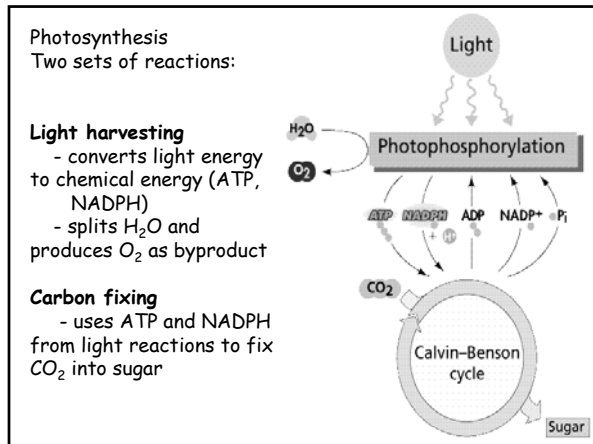 Photosynthesis
Two sets of reactions:
Light harvesting
- converts light energy
to chemical energy (ATP,
NADPH)
- splits H₂O and
produces O₂ as byproduct
Carbon fixing
- uses ATP and NADPH
from light reactions to fix
CO₂ into sugar
Light
H₂O
Photophosphorylation
O₂
ATP NADPH ADP NADP+ Pi
+ H+
CO₂
Calvin–Benson
cycle
Sugar